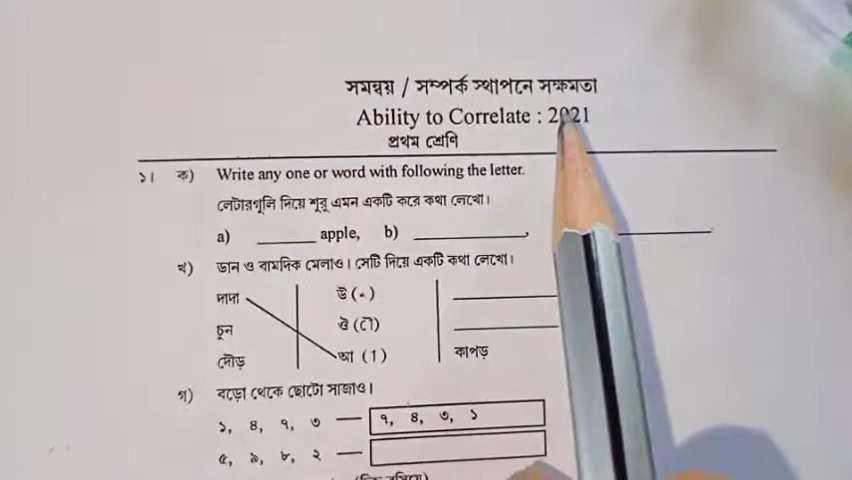 সমন্বয় / সম্পর্ক স্থাপনে সক্ষমতা
Ability to Correlate : 2021
প্রথম শ্রেণি
১। ক) Write any one or word with following the letter.
লেটারগুলি দিয়ে শুরু এমন একটি করে কথা লেখো।
a) ______ apple, b) ____________,
খ) ডান ও বামদিক মেলাও। সেটি দিয়ে একটি কথা লেখো।
দাদা উ (ু)
চুন ঔ (ৌ)
দৌড় আ (া) কাপড়
গ) বড়ো থেকে ছোটো সাজাও।
১, ৪, ৭, ৩ — ৭, ৪, ৩, ১
৫, ৯, ৮, ২ —